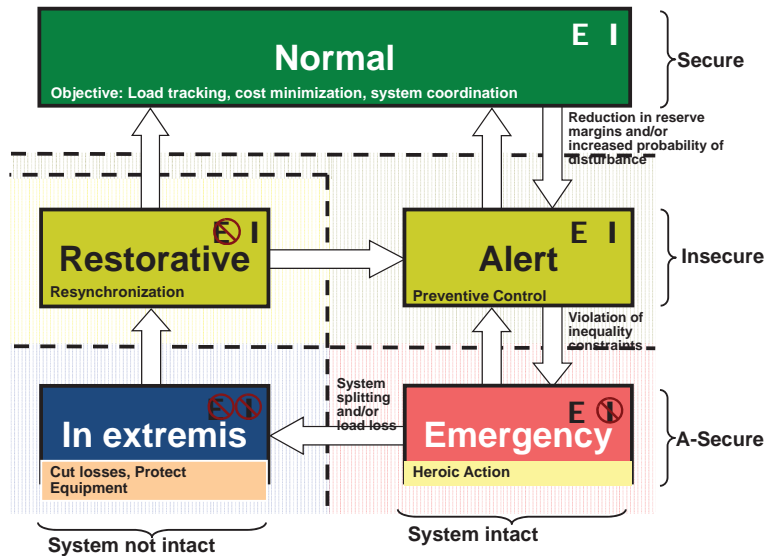 E I
Normal
Objective: Load tracking, cost minimization, system coordination
Secure
Reduction in reserve
margins and/or
increased probability of
disturbance
E I
Restorative
Resynchronization
E I
Alert
Preventive Control
Insecure
Violation of
inequality
constraints
System
splitting
and/or
load loss
E I
In extremis
Cut losses, Protect
Equipment
E I
Emergency
Heroic Action
A-Secure
System not intact
System intact